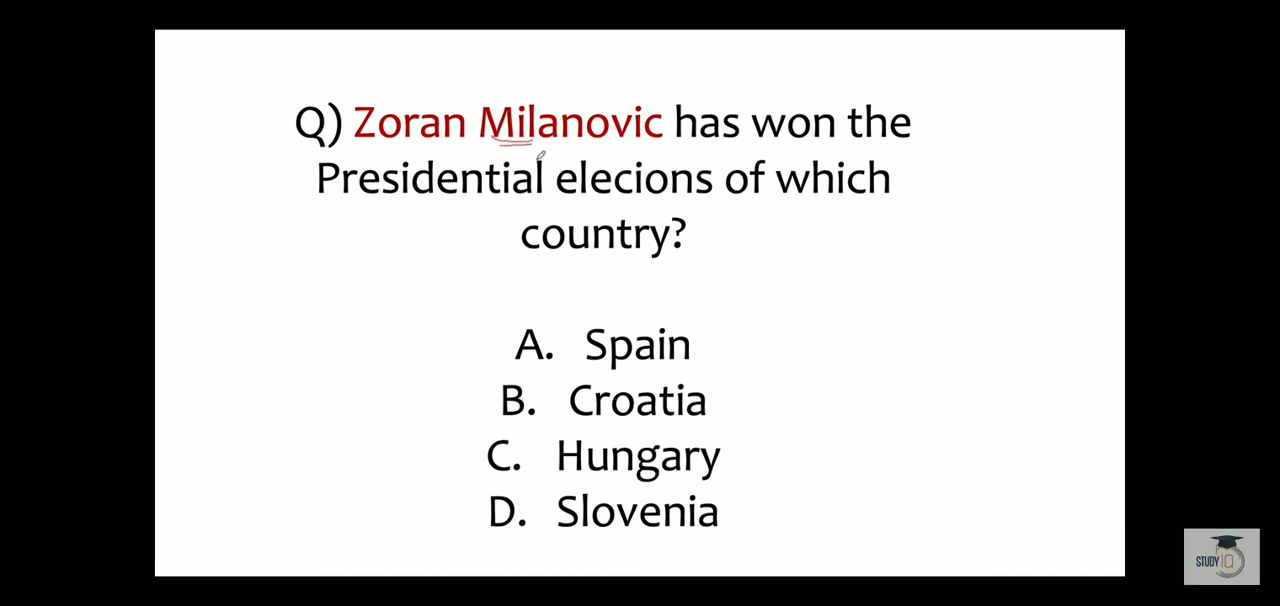 Q) Zoran Milanovic has won the
Presidential elecions of which
country?
A. Spain
B. Croatia
C. Hungary
D. Slovenia
STUDY IQ